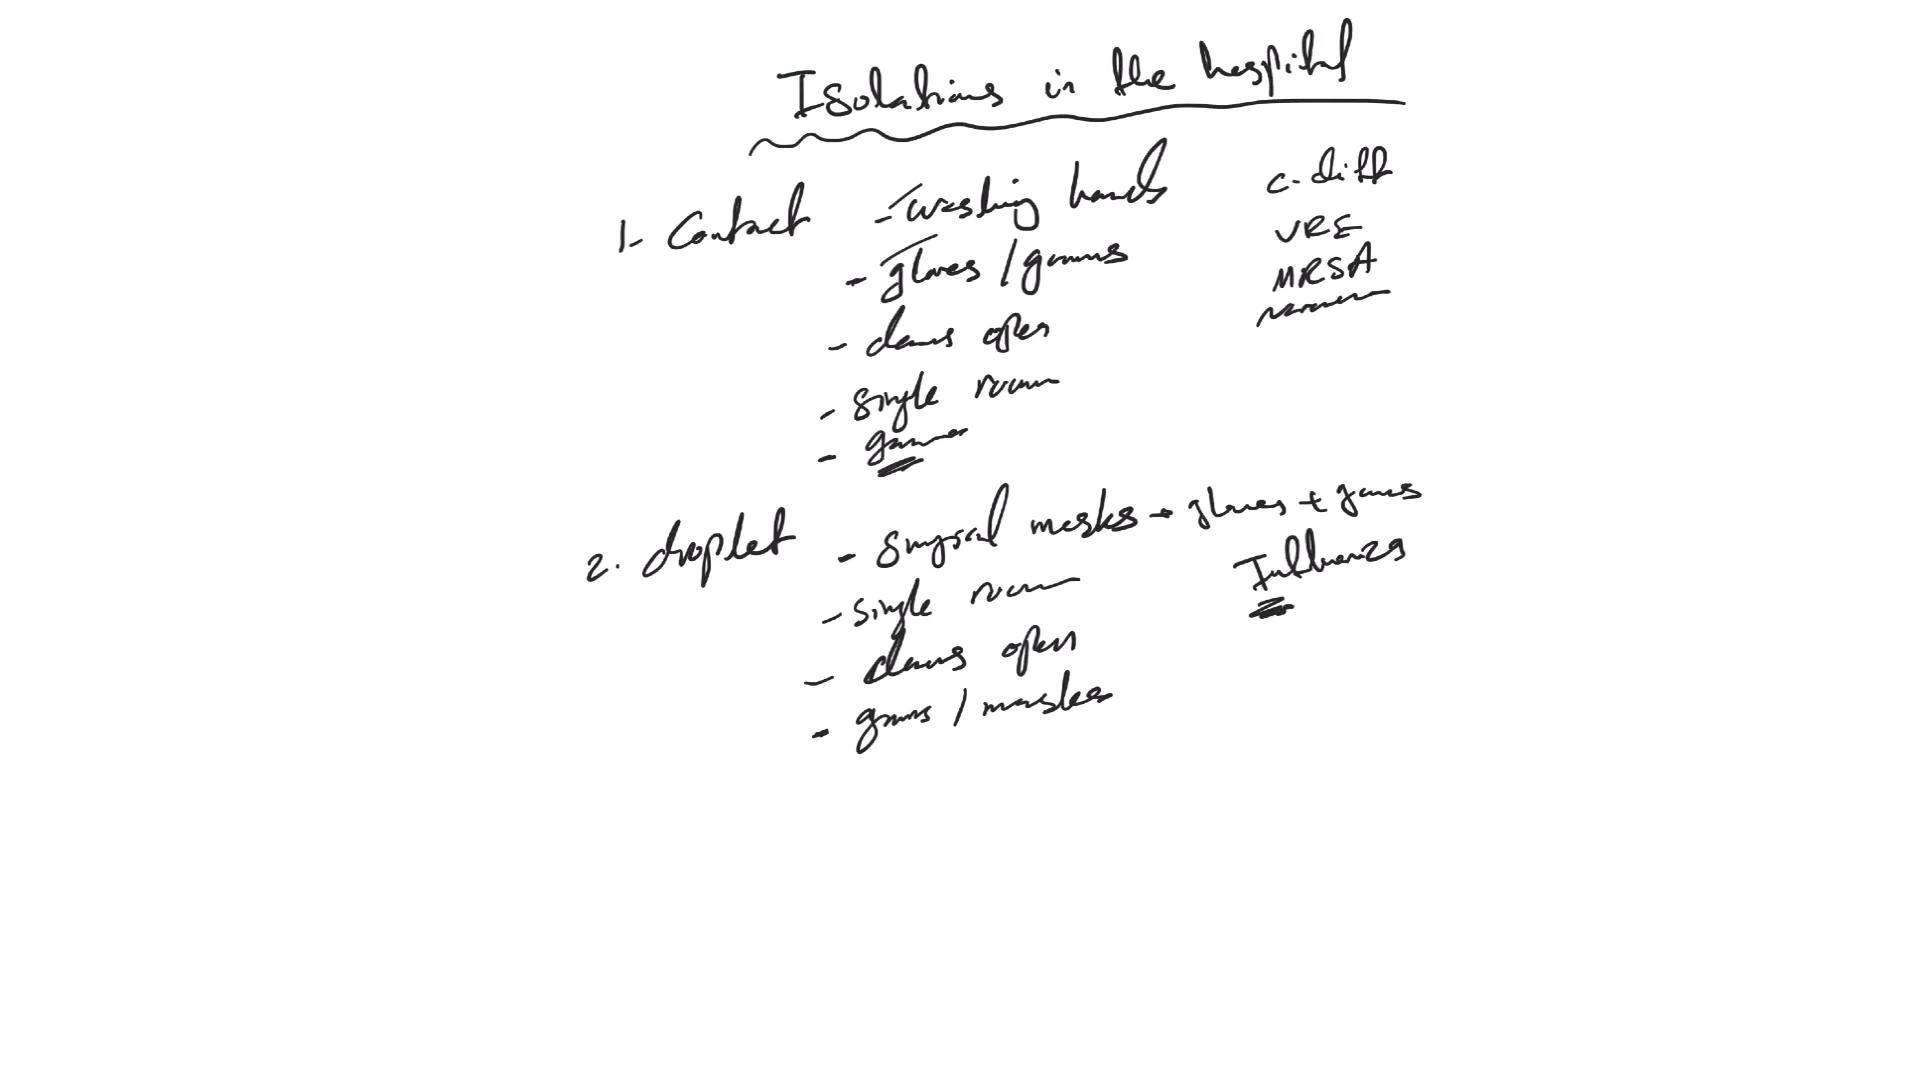 Isolations in the hospital
1- Contact - washing hands
- gloves / gowns
- doors open
- single room
- gowns
c. diff
VRE
MRSA
2. droplet - surgical masks + gloves + gowns
- single room
- doors open
- gowns / masks
Influenza